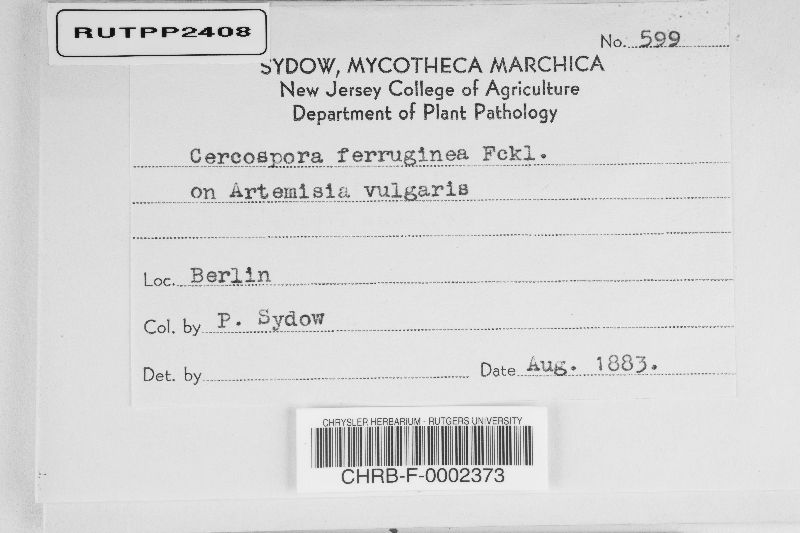 RUTPP2408
No. 599
SYDOW, MYCOTHECA MARCHICA
New Jersey College of Agriculture
Department of Plant Pathology
Cercospora ferruginea Fckl.
on Artemisia vulgaris
Loc. Berlin
Col. by P. Sydow
Det. by
Date Aug. 1883.
CHRYSLER HERBARIUM - RUTGERS UNIVERSITY
CHRB-F-0002373